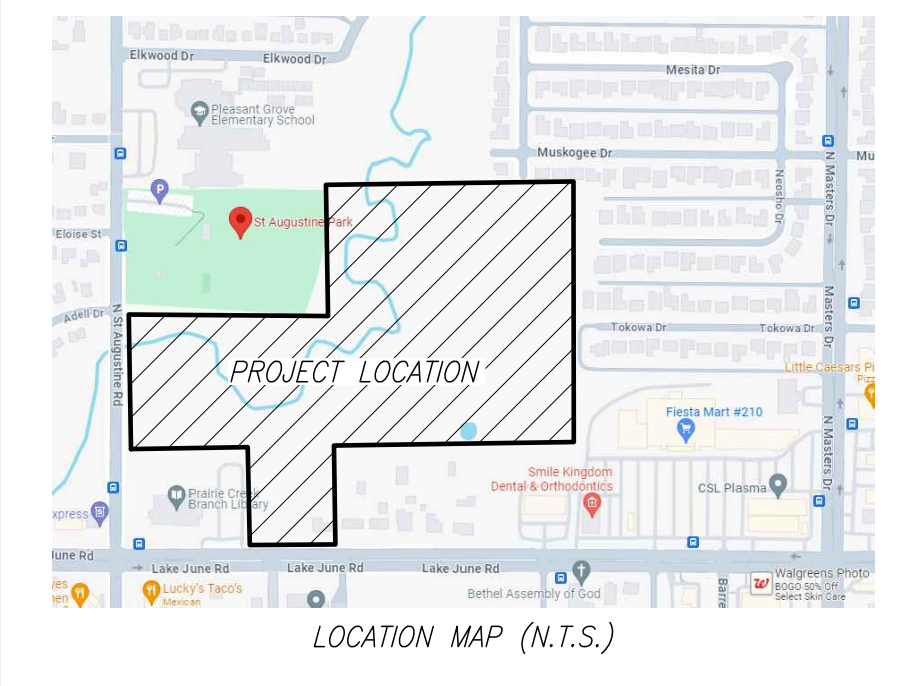 Elkwood Dr
Elkwood Dr
Mesita Dr
Pleasant Grove
Elementary School
Muskogee Dr
Mu
N Masters Dr
Neosho Dr
P
St Augustine Park
Eloise St
Adell Dr
N St Augustine Rd
Masters Dr
Tokowa Dr
Tokowa Dr
PROJECT LOCATION
Little Caesars Pi
Pizz
Fiesta Mart #210
N Masters Dr
Smile Kingdom
Dental & Orthodontics
CSL Plasma
Prairie Creek
Branch Library
xpress
June Rd
Lake June Rd
Lake June Rd
Lake June Rd
Lucky's Taco's
Mexican
Bethel Assembly of God
Barre
W
Walgreens Photo
BOGO 50% Off
Select Skin Care
LOCATION MAP (N.T.S.)